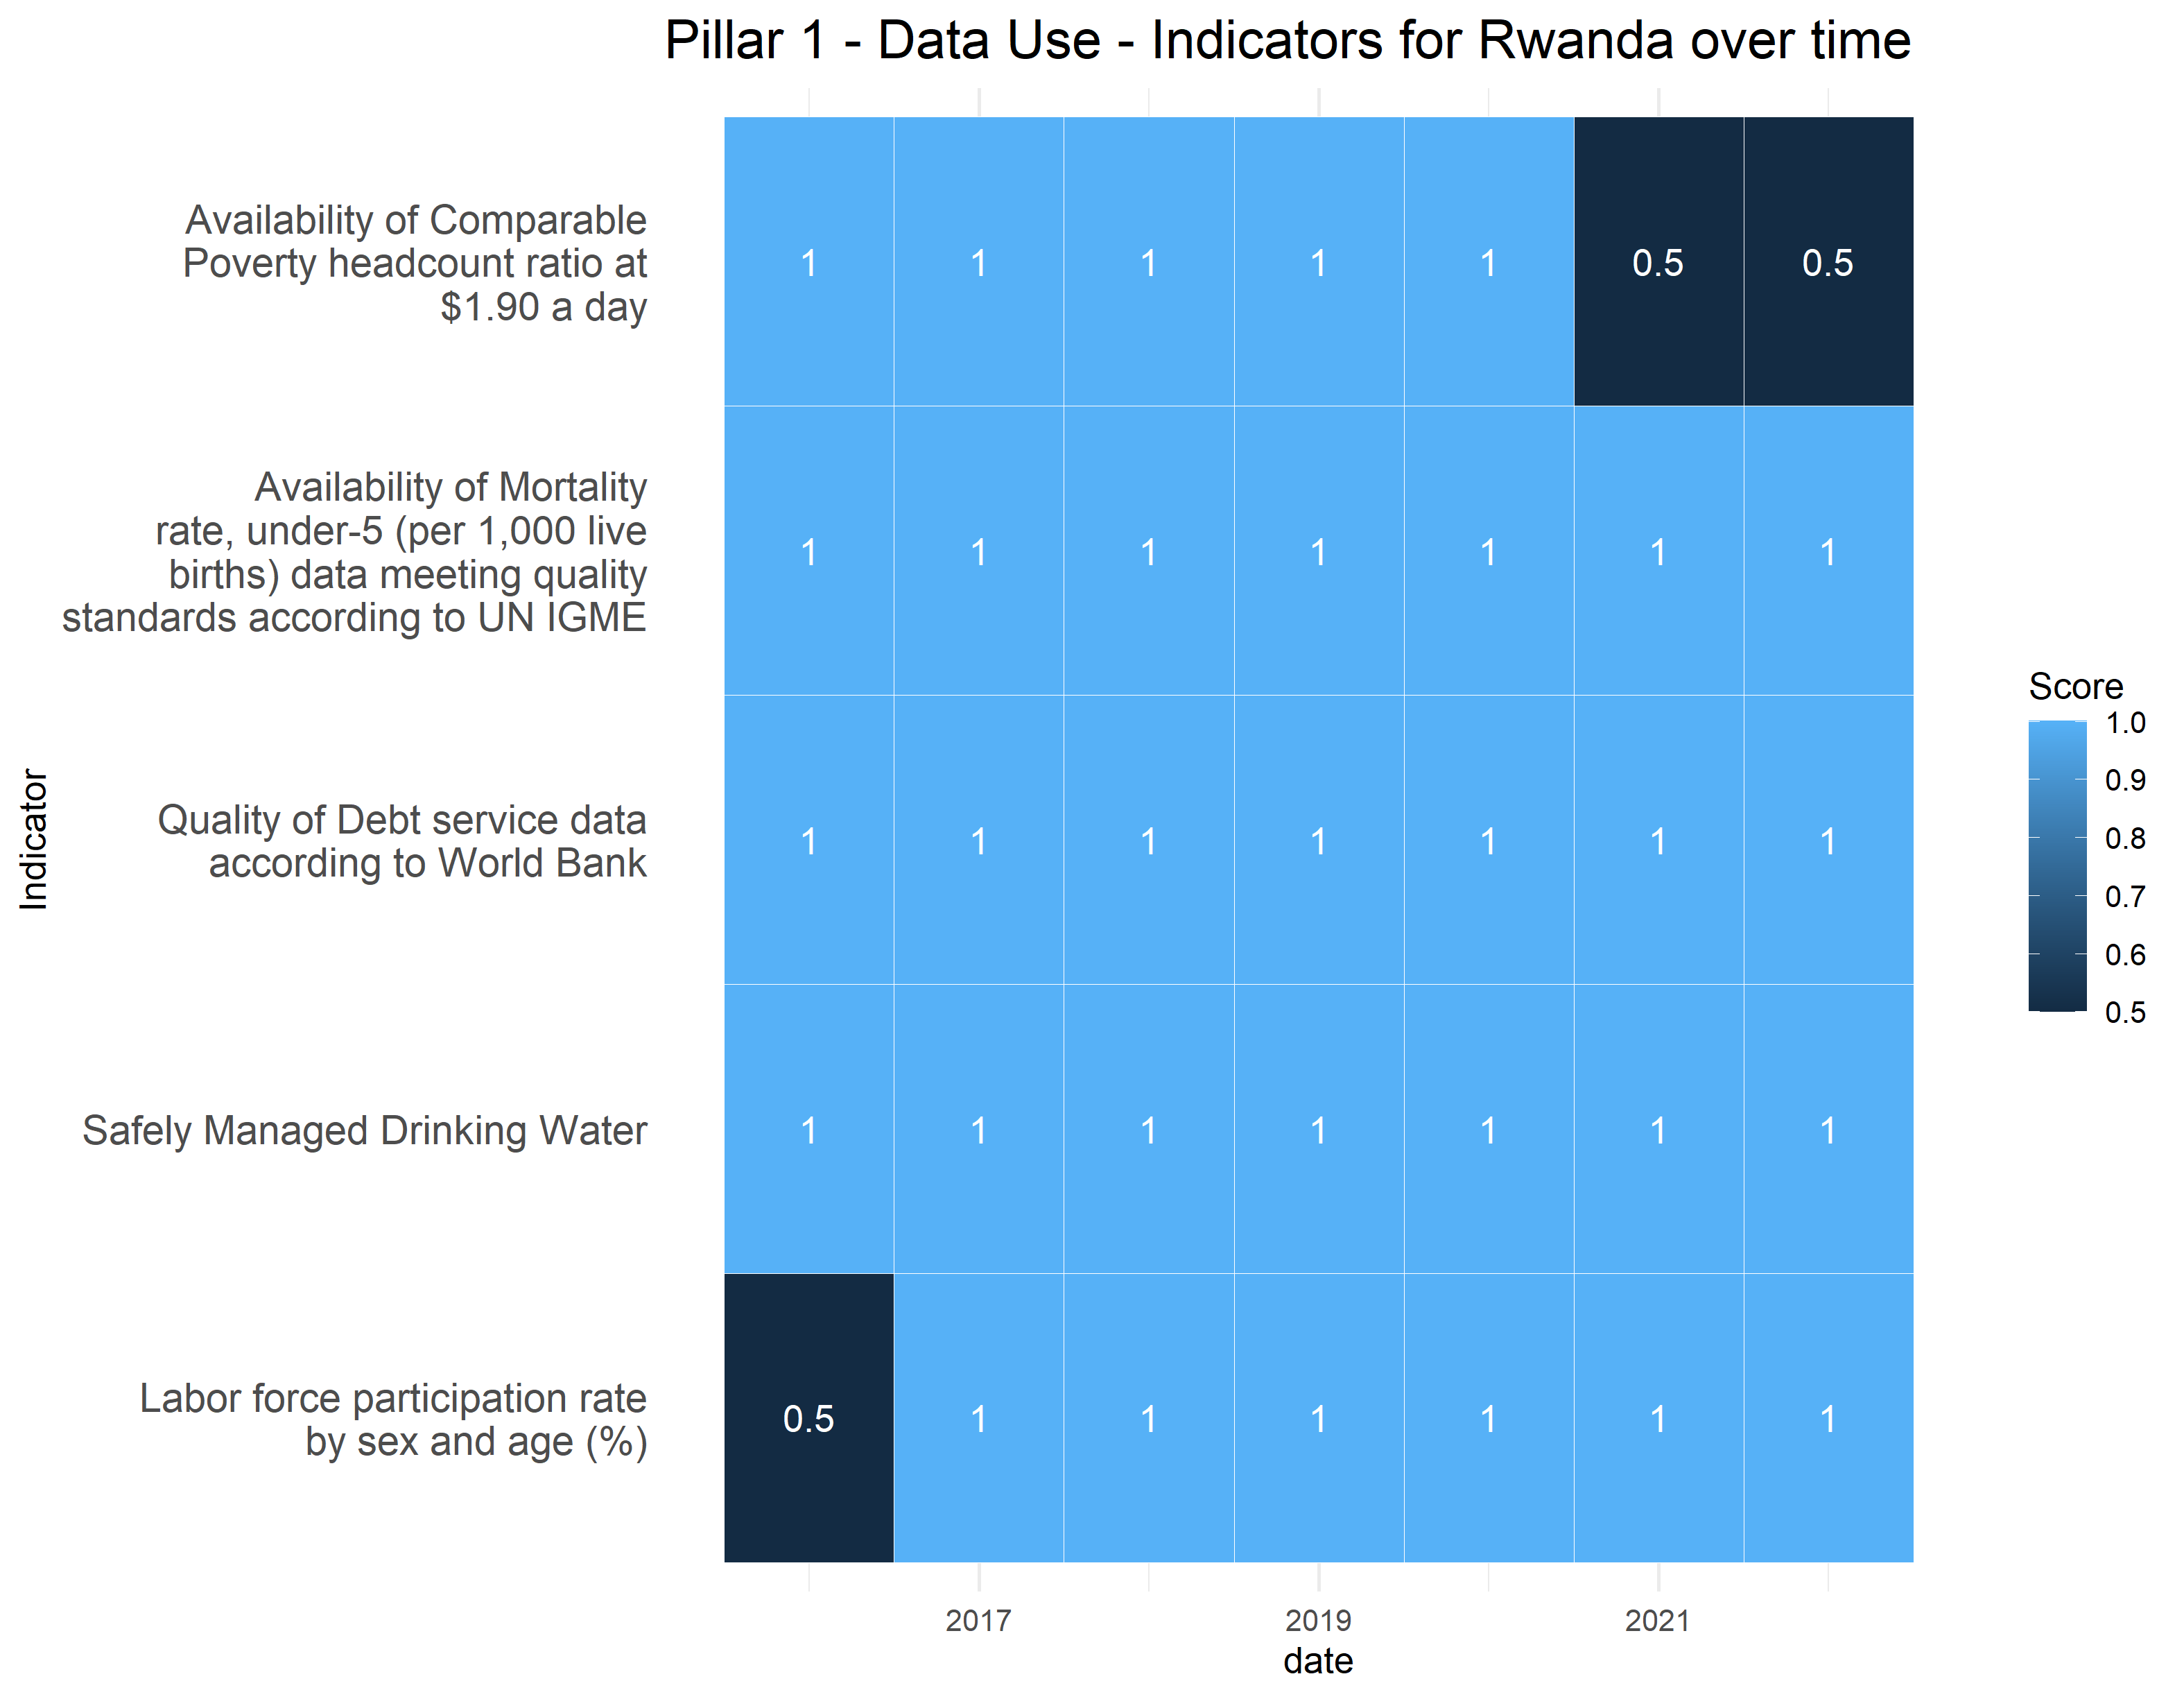 Pillar 1 - Data Use - Indicators for Rwanda over time
Indicator
Availability of Comparable
Poverty headcount ratio at
$1.90 a day
1 1 1 1 1 0.5 0.5
Availability of Mortality
rate, under-5 (per 1,000 live
births) data meeting quality
standards according to UN IGME
1 1 1 1 1 1 1
Quality of Debt service data
according to World Bank
1 1 1 1 1 1 1
Safely Managed Drinking Water
1 1 1 1 1 1 1
Labor force participation rate
by sex and age (%)
0.5 1 1 1 1 1 1
2017 2019 2021
date
Score
1.0
0.9
0.8
0.7
0.6
0.5